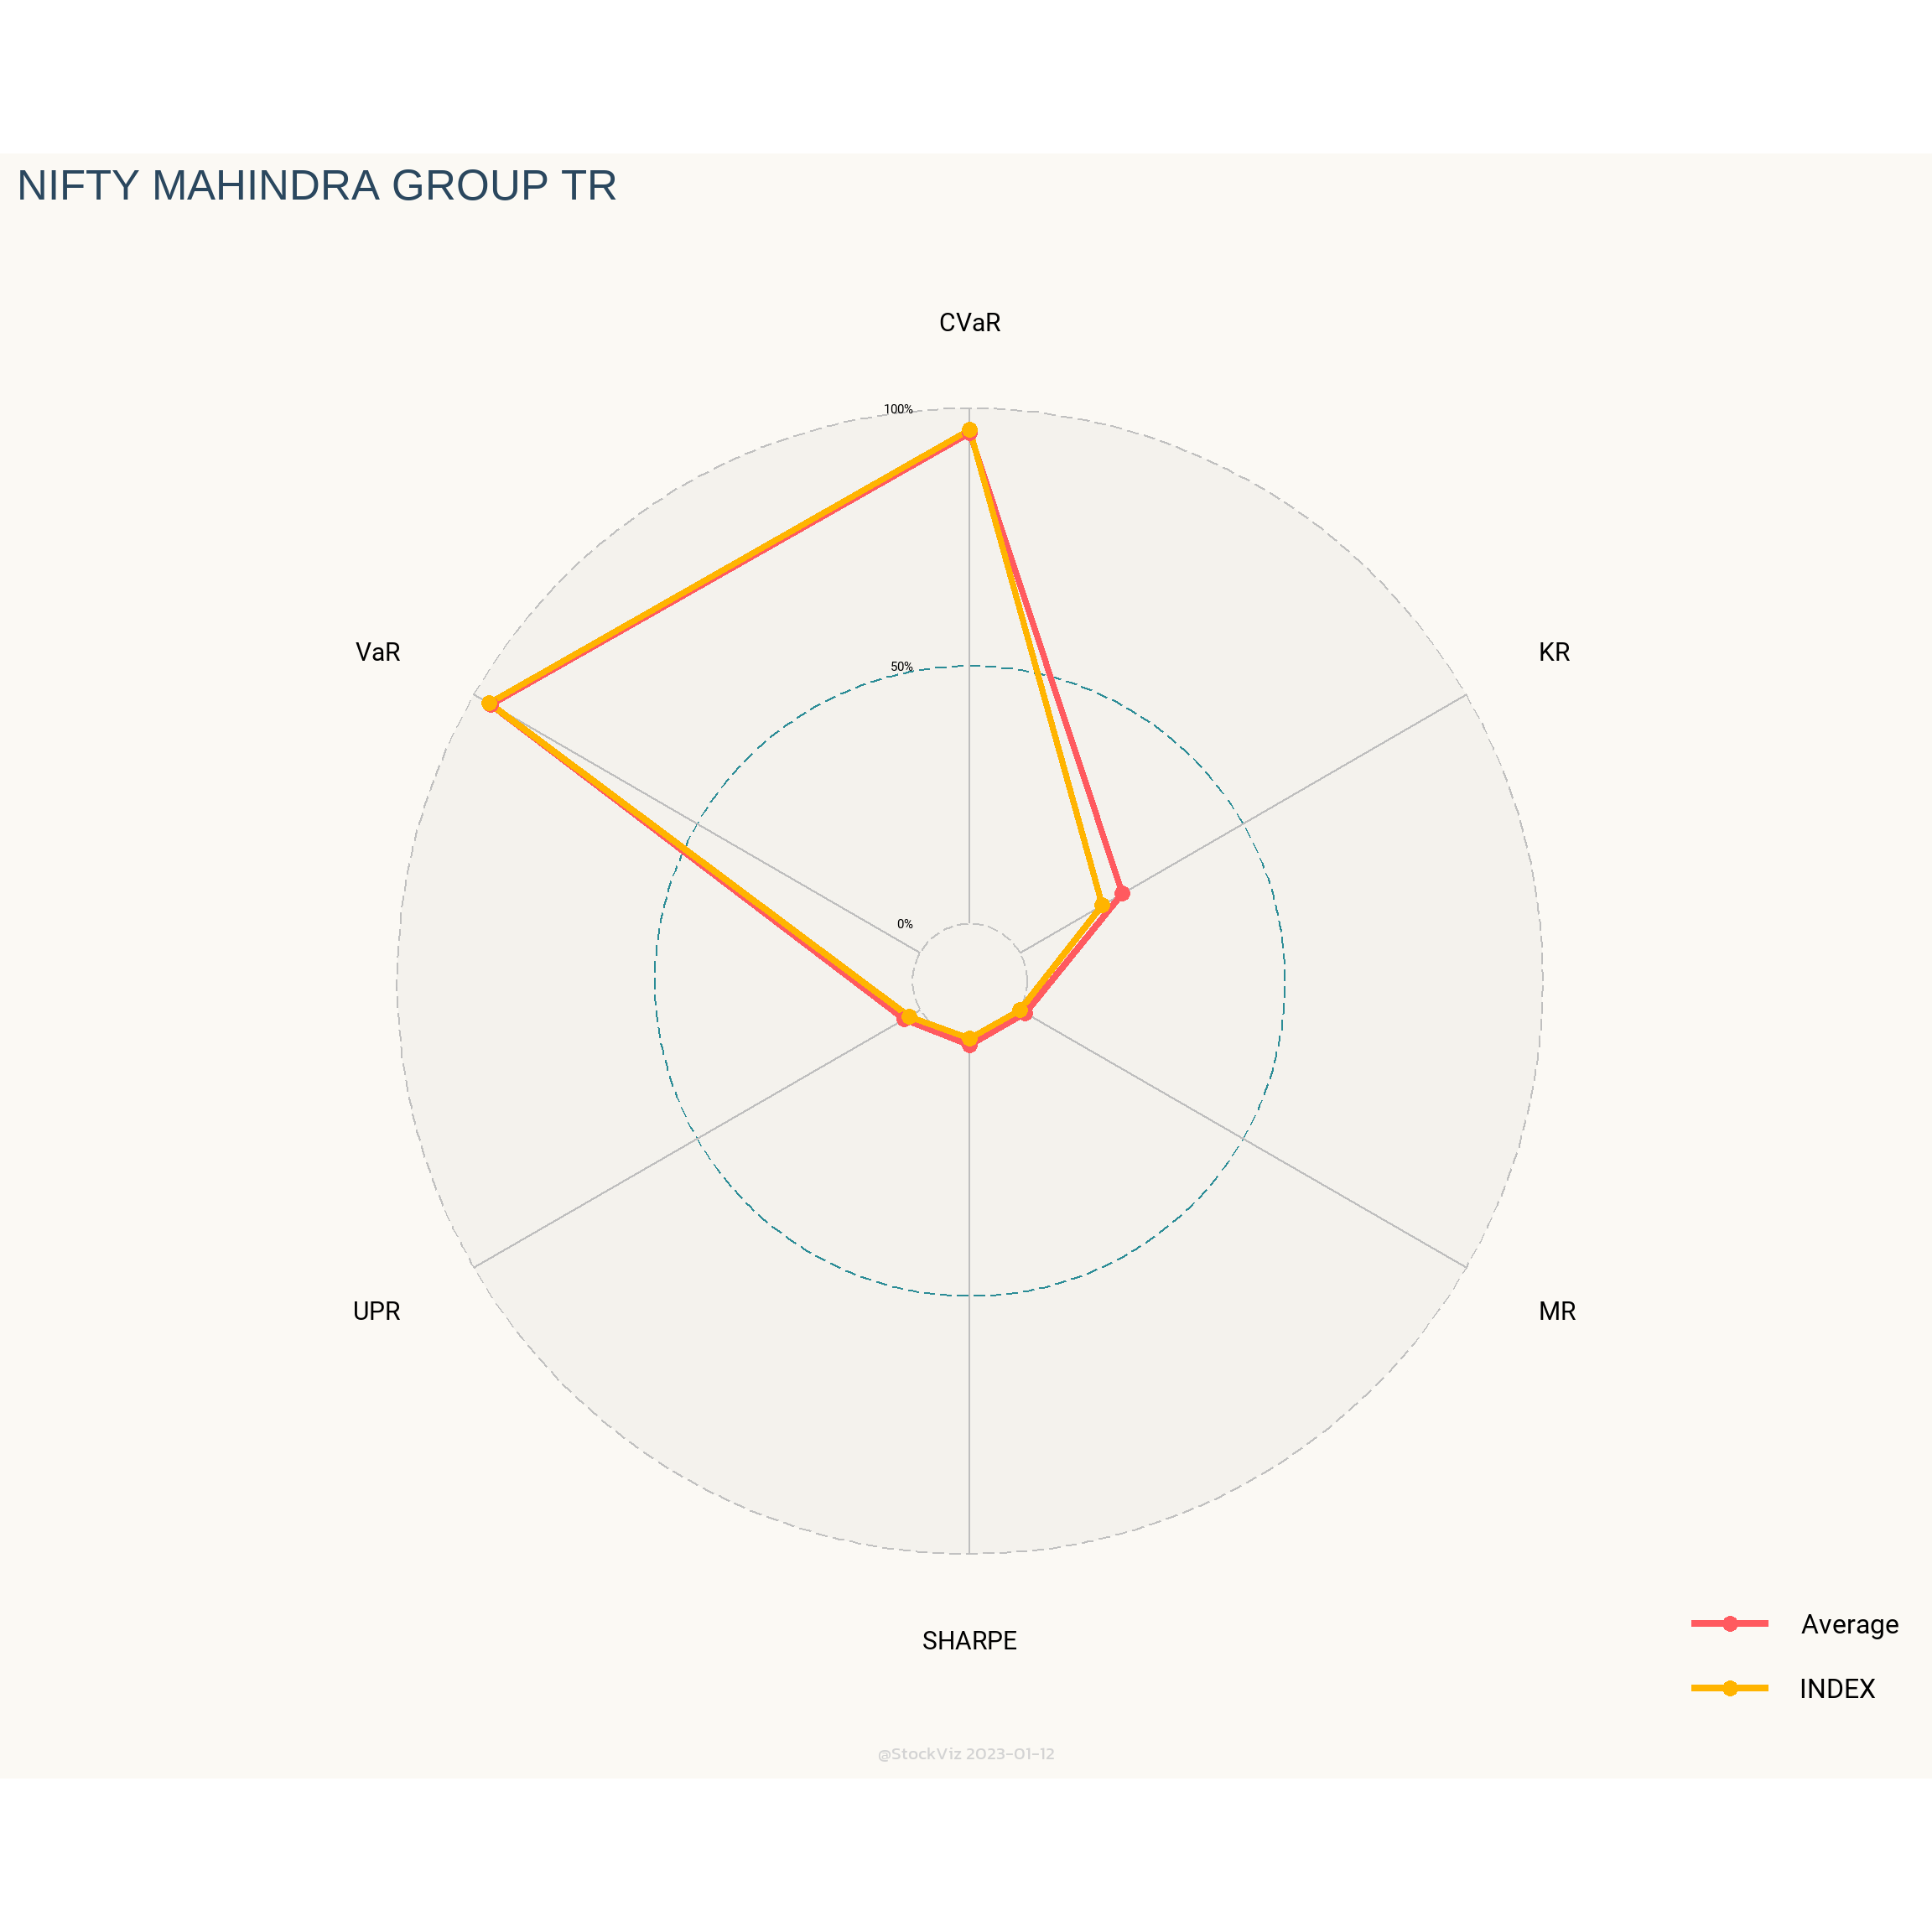 NIFTY MAHINDRA GROUP TR
CVaR
100%
VaR
KR
50%
0%
UPR
MR
SHARPE
Average
INDEX
@StockViz 2023-01-12